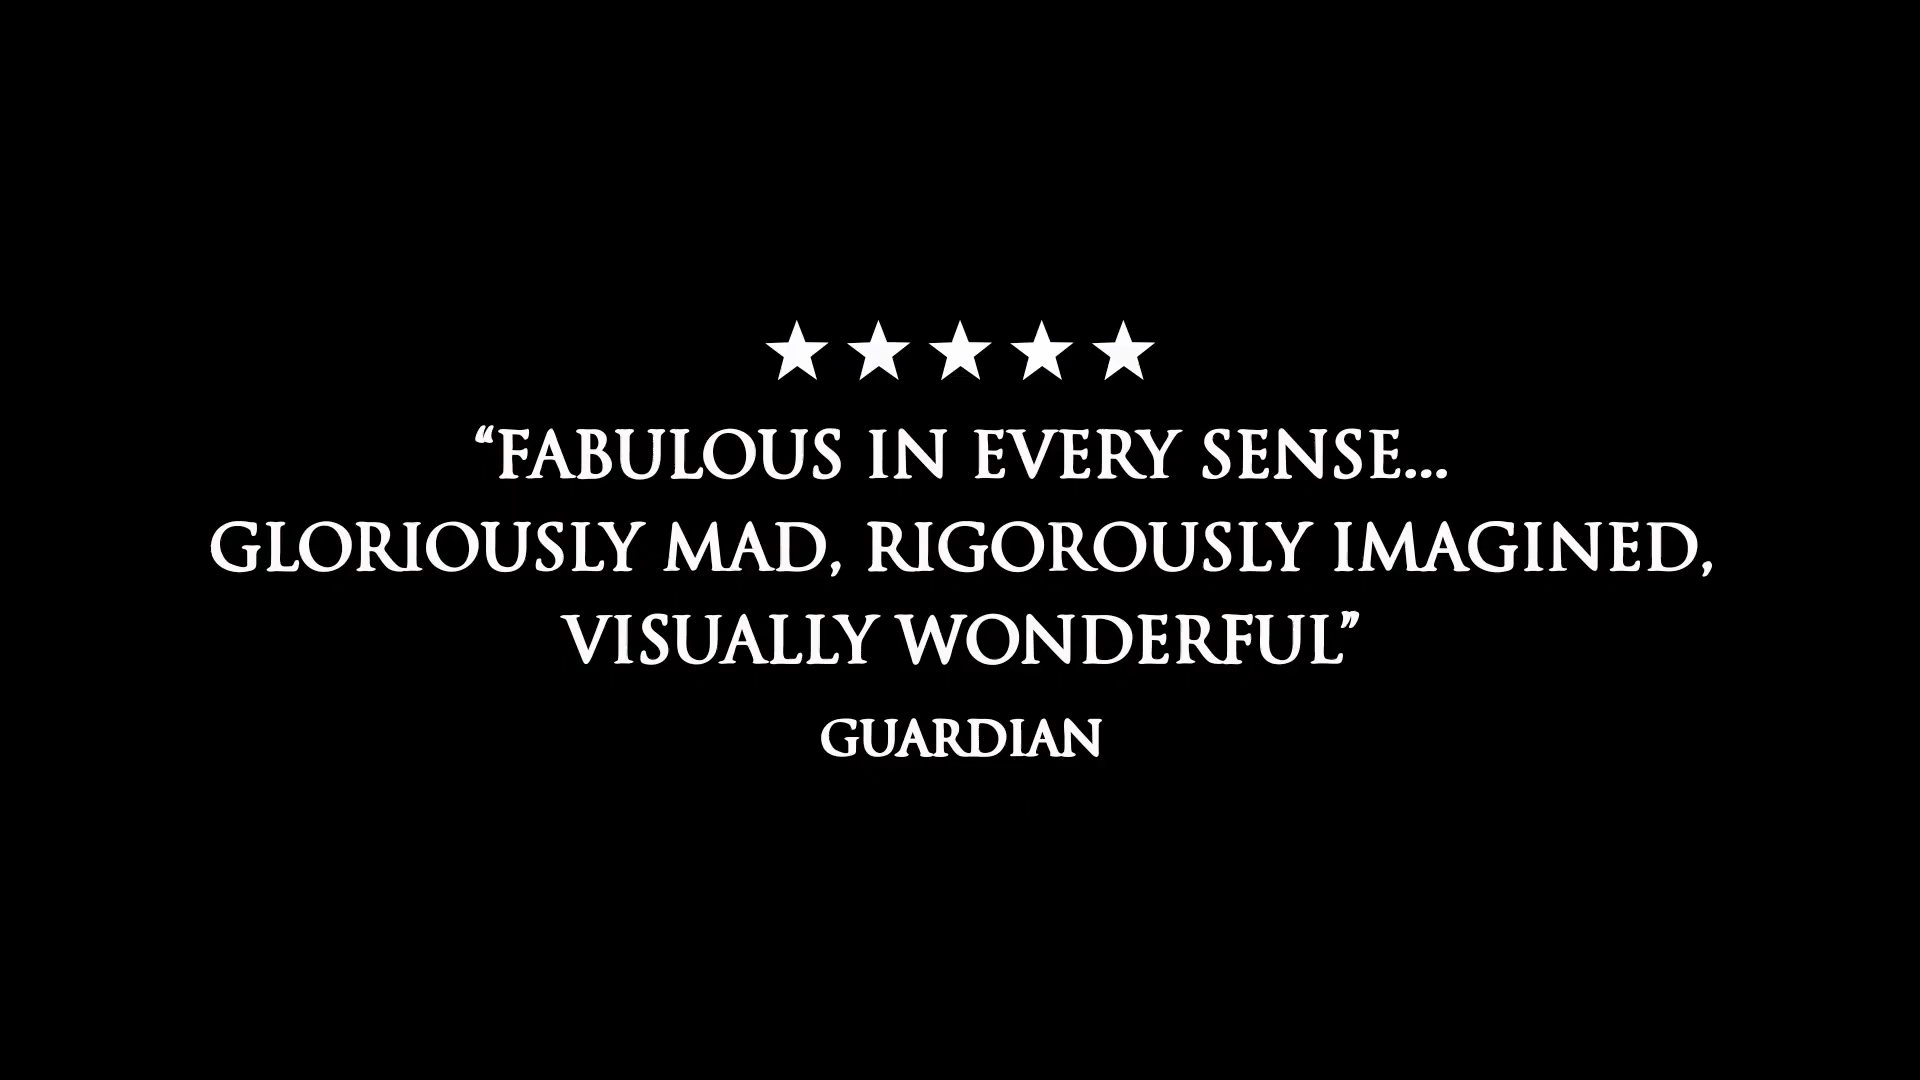 ★★★★★
“FABULOUS IN EVERY SENSE...
GLORIOUSLY MAD, RIGOROUSLY IMAGINED,
VISUALLY WONDERFUL”
GUARDIAN